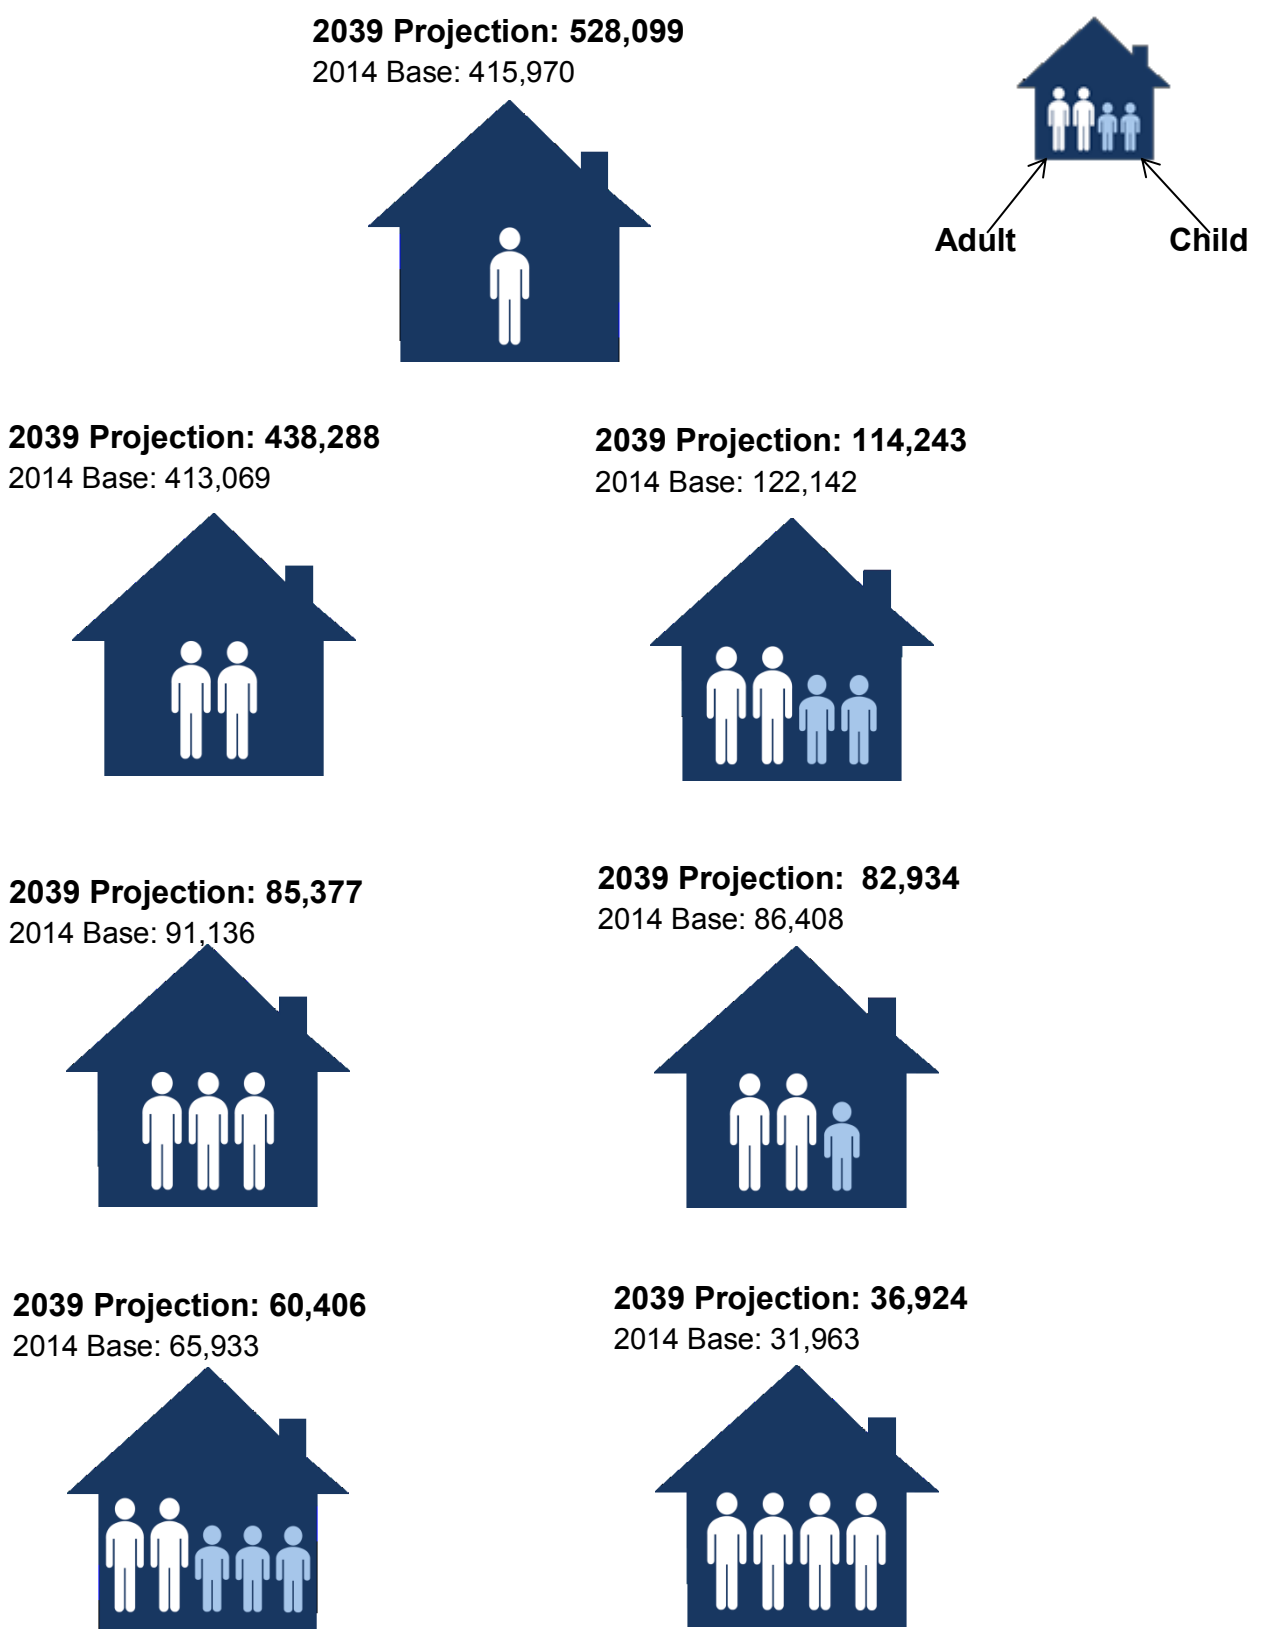 2039 Projection: 528,099
2014 Base: 415,970
Adult
Child
2039 Projection: 438,288
2014 Base: 413,069
2039 Projection: 114,243
2014 Base: 122,142
2039 Projection: 85,377
2014 Base: 91,136
2039 Projection: 82,934
2014 Base: 86,408
2039 Projection: 60,406
2014 Base: 65,933
2039 Projection: 36,924
2014 Base: 31,963